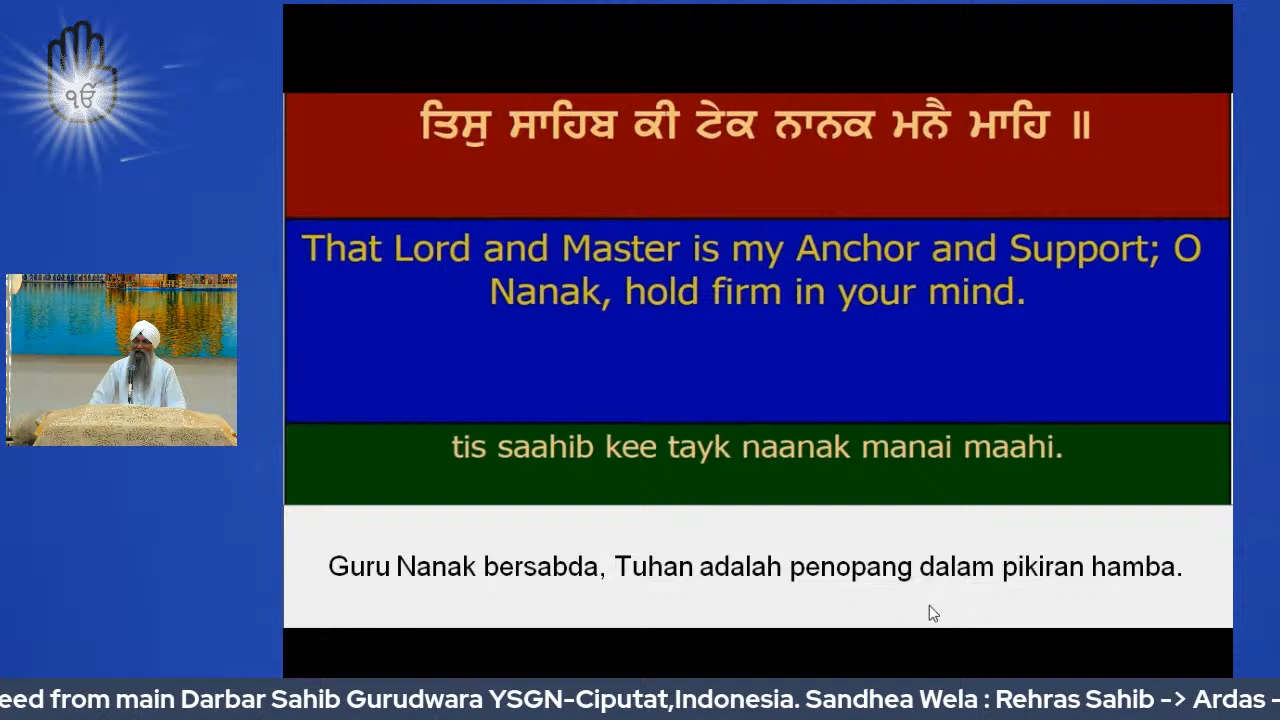 ੴ
ਤਿਸੁ ਸਾਹਿਬ ਕੀ ਟੇਕ ਨਾਨਕ ਮਨੈ ਮਾਹਿ ॥
That Lord and Master is my Anchor and Support; O
Nanak, hold firm in your mind.
tis saahib kee tayk naanak manai maahi.
Guru Nanak bersabda, Tuhan adalah penopang dalam pikiran hamba.
eed from main Darbar Sahib Gurudwara YSGN-Ciputat,Indonesia. Sandhea Wela : Rehras Sahib -> Ardas -